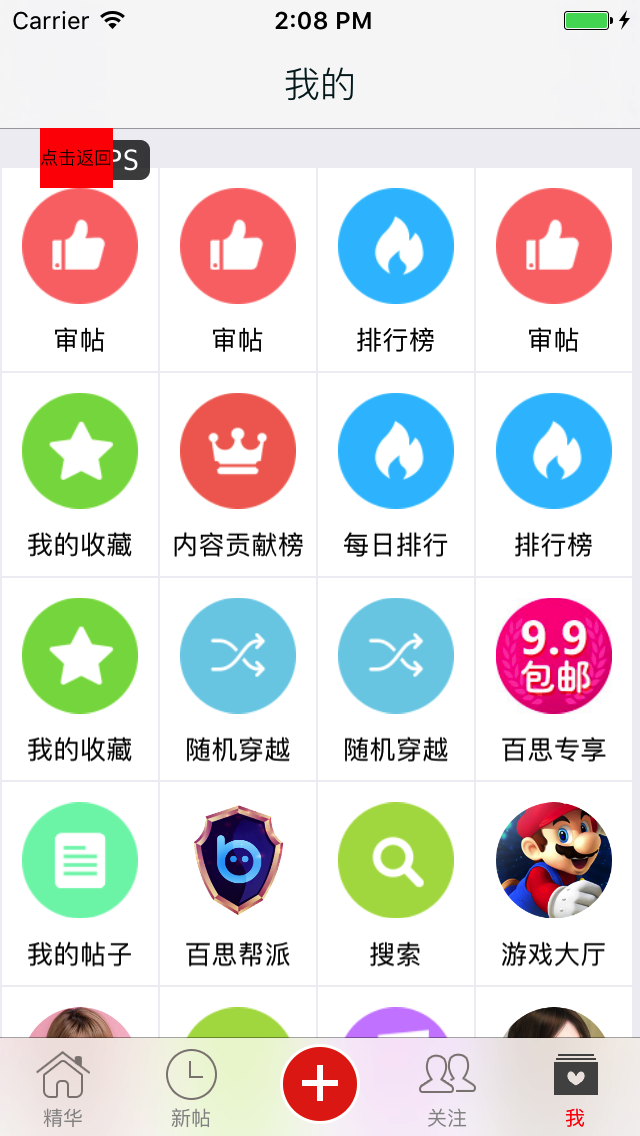 Carrier 2:08 PM
我的
点击返回 PS
审帖 审帖 排行榜 审帖
我的收藏 内容贡献榜 每日排行 排行榜
9.9
包邮
我的收藏 随机穿越 随机穿越 百思专享
我的帖子 百思帮派 搜索 游戏大厅
精华 新帖 关注 我